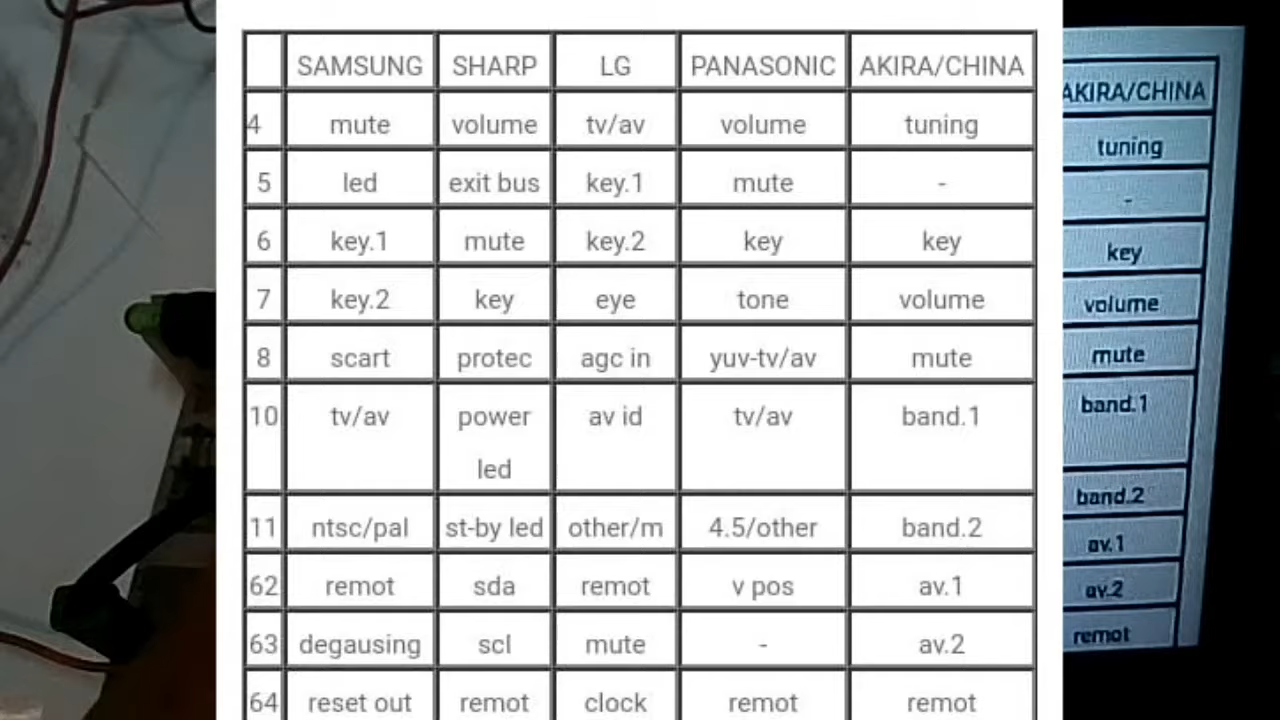 SAMSUNG SHARP LG PANASONIC AKIRA/CHINA
4 mute volume tv/av volume tuning
5 led exit bus key.1 mute -
6 key.1 mute key.2 key key
7 key.2 key eye tone volume
8 scart protec agc in yuv-tv/av mute
10 tv/av power av id tv/av band.1
led
11 ntsc/pal st-by led other/m 4.5/other band.2
62 remot sda remot v pos av.1
63 degausing scl mute - av.2
64 reset out remot clock remot remot
AKIRA/CHINA
tuning
-
key
volume
mute
band.1
band.2
av.1
av.2
remot